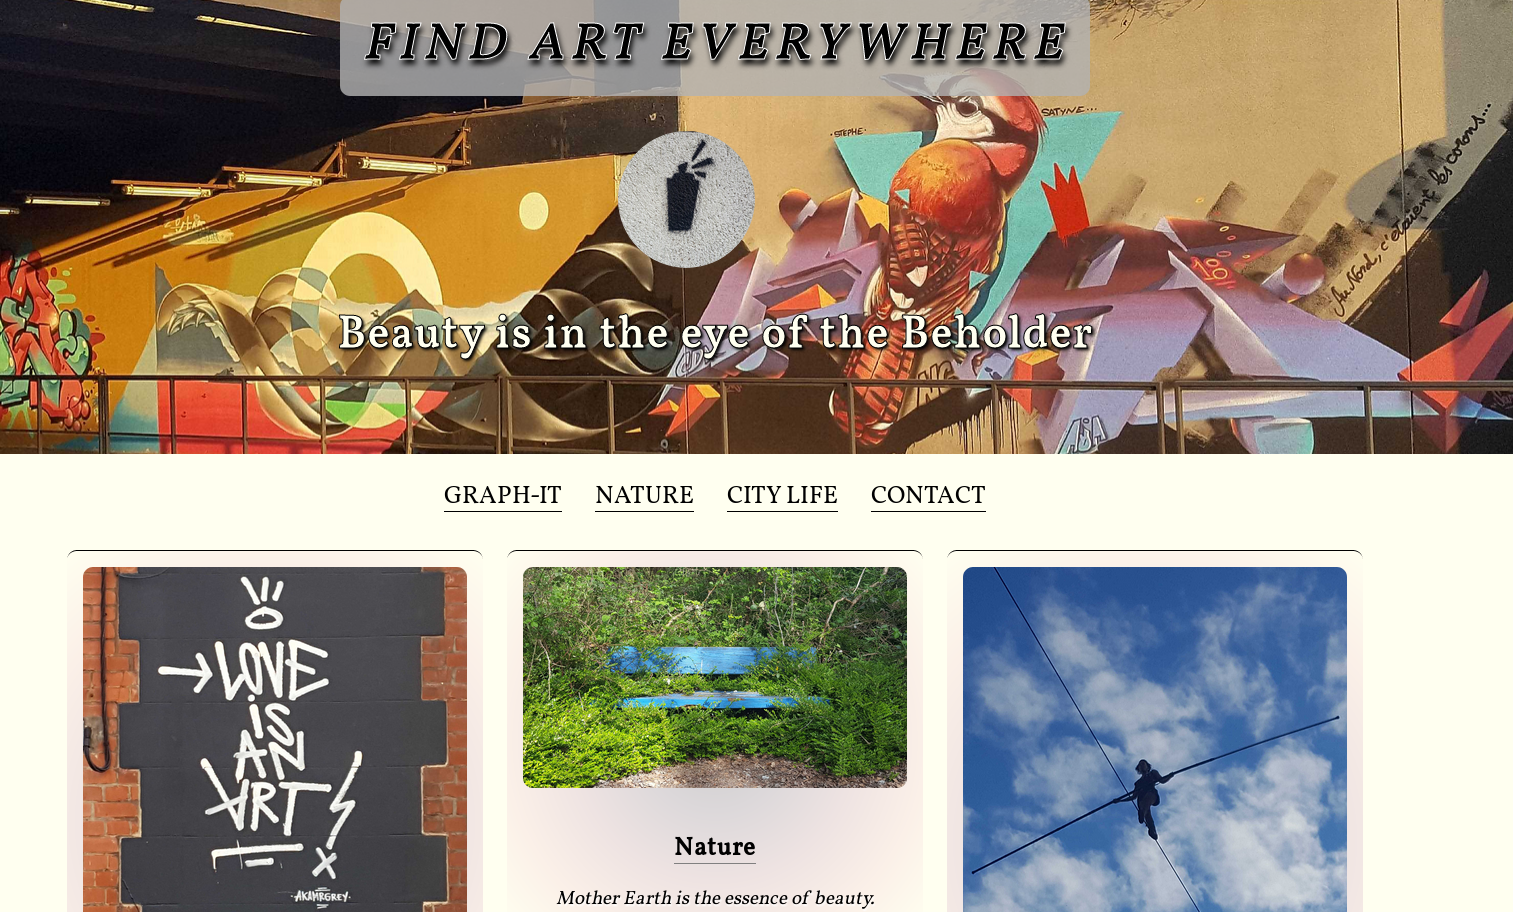 FIND ART EVERYWHERE
·STEPHE·
SATYNE...
Au Nord, c'étaient les corons...
Beauty is in the eye of the Beholder
GRAPH-IT NATURE CITY LIFE CONTACT
→LOVE
iS
AN
ART
X
·AKAMRGREY·
Nature
Mother Earth is the essence of beauty.